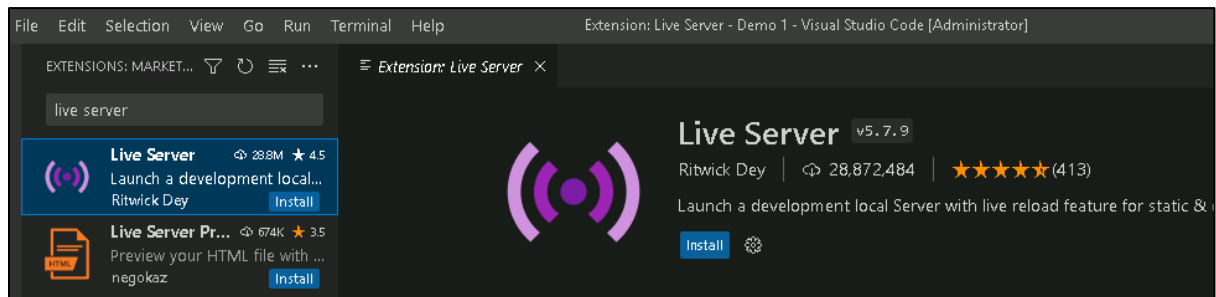 File Edit Selection View Go Run Terminal Help Extension: Live Server - Demo 1 - Visual Studio Code [Administrator]
EXTENSIONS: MARKET...
live server
Live Server 28.8M ★ 4.5
Launch a development local...
Ritwick Dey Install
Live Server Pr... 674K ★ 3.5
Preview your HTML file with ...
negokaz Install
HTML
Extension: Live Server ×
Live Server v5.7.9
Ritwick Dey 28,872,484 ★★★★★(413)
Launch a development local Server with live reload feature for static &
Install